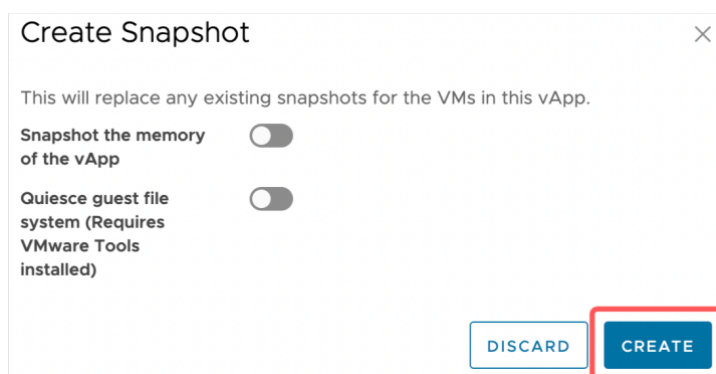 Create Snapshot
This will replace any existing snapshots for the VMs in this vApp.
Snapshot the memory
of the vApp
Quiesce guest file
system (Requires
VMware Tools
installed)
DISCARD
CREATE